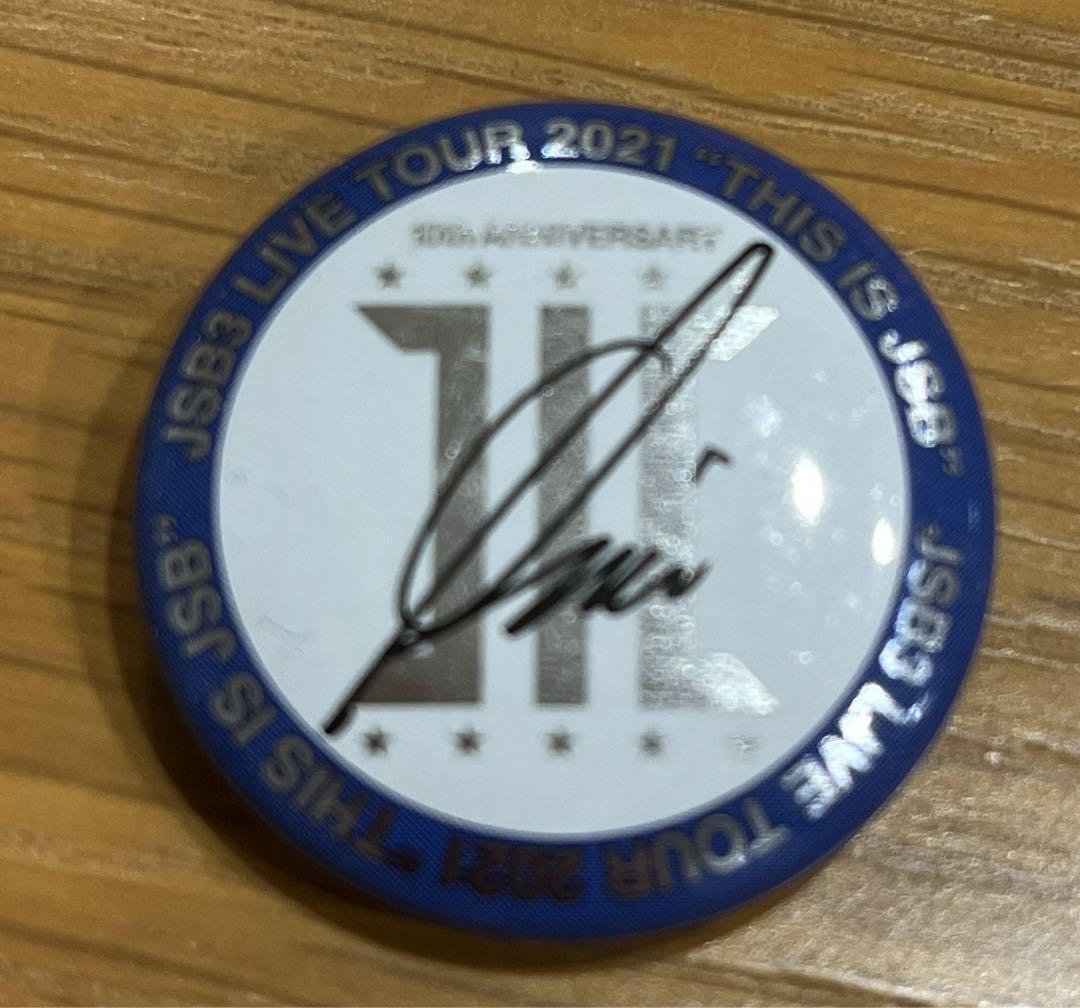 JSB3 LIVE TOUR 2021 "THIS IS JSB"
JSB3 LIVE TOUR 2021 "THIS IS JSB"
10th ANNIVERSARY